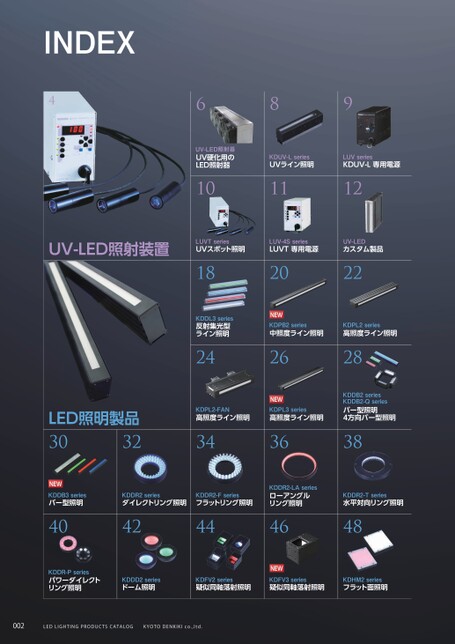 INDEX
4
UV-LED照射装置
6
UV-LED照射器
UV硬化用の
LED照射器
8
KDUV-L series
UVライン照明
9
LUV series
KDUV-L 専用電源
10
LUVT series
UVスポット照明
11
LUV-4S series
LUVT 専用電源
12
UV-LED
カスタム製品
LED照明製品
18
KDDL3 series
反射集光型
ライン照明
20
NEW
KDPB2 series
中照度ライン照明
22
KDPL2 series
高照度ライン照明
24
KDPL2-FAN
高照度ライン照明
26
NEW
KDPL3 series
高照度ライン照明
28
KDDB2 series
KDDB2-Q series
バー型照明
4方向バー型照明
30
NEW
KDDB3 series
バー型照明
32
KDDR2 series
ダイレクトリング照明
34
KDDR2-F series
フラットリング照明
36
KDDR2-LA series
ローアングル
リング照明
38
KDDR2-T series
水平対向リング照明
40
KDDR-P series
パワーダイレクト
リング照明
42
KDDD2 series
ドーム照明
44
KDFV2 series
疑似同軸落射照明
46
NEW
KDFV3 series
疑似同軸落射照明
48
KDHM2 series
フラット面照明
002 LED LIGHTING PRODUCTS CATALOG KYOTO DENKIKI co.,ltd.